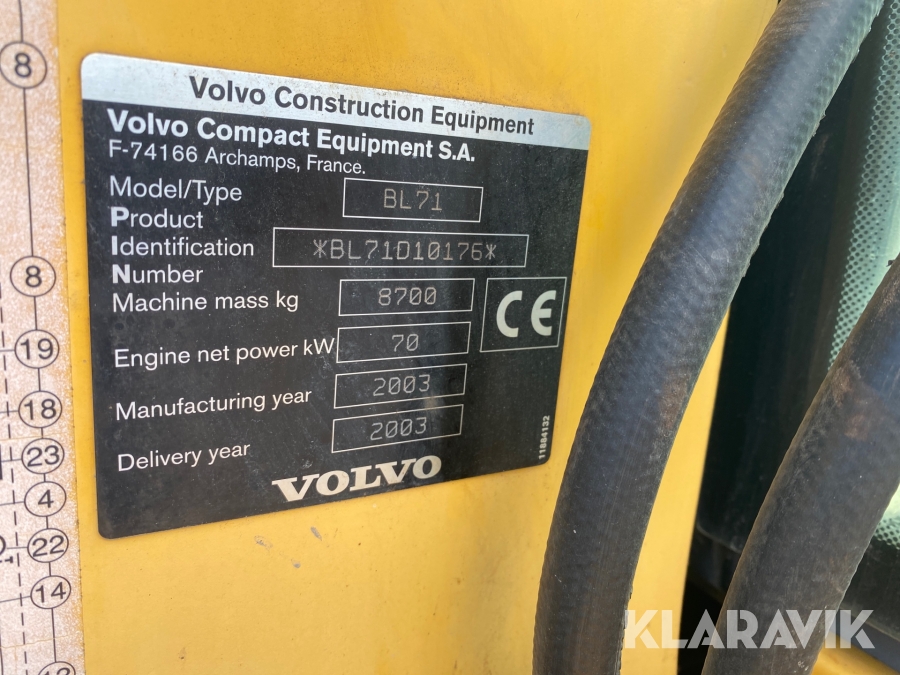 Volvo Construction Equipment
Volvo Compact Equipment S.A.
F-74166 Archamps, France.
Model/Type BL71
Product
Identification *BL71D10176*
Number
Machine mass kg 8700
CE
Engine net power kW 70
Manufacturing year 2003
Delivery year 2003
VOLVO
11884132
8
8
19
18
23
4
22
14
KLARAVIK